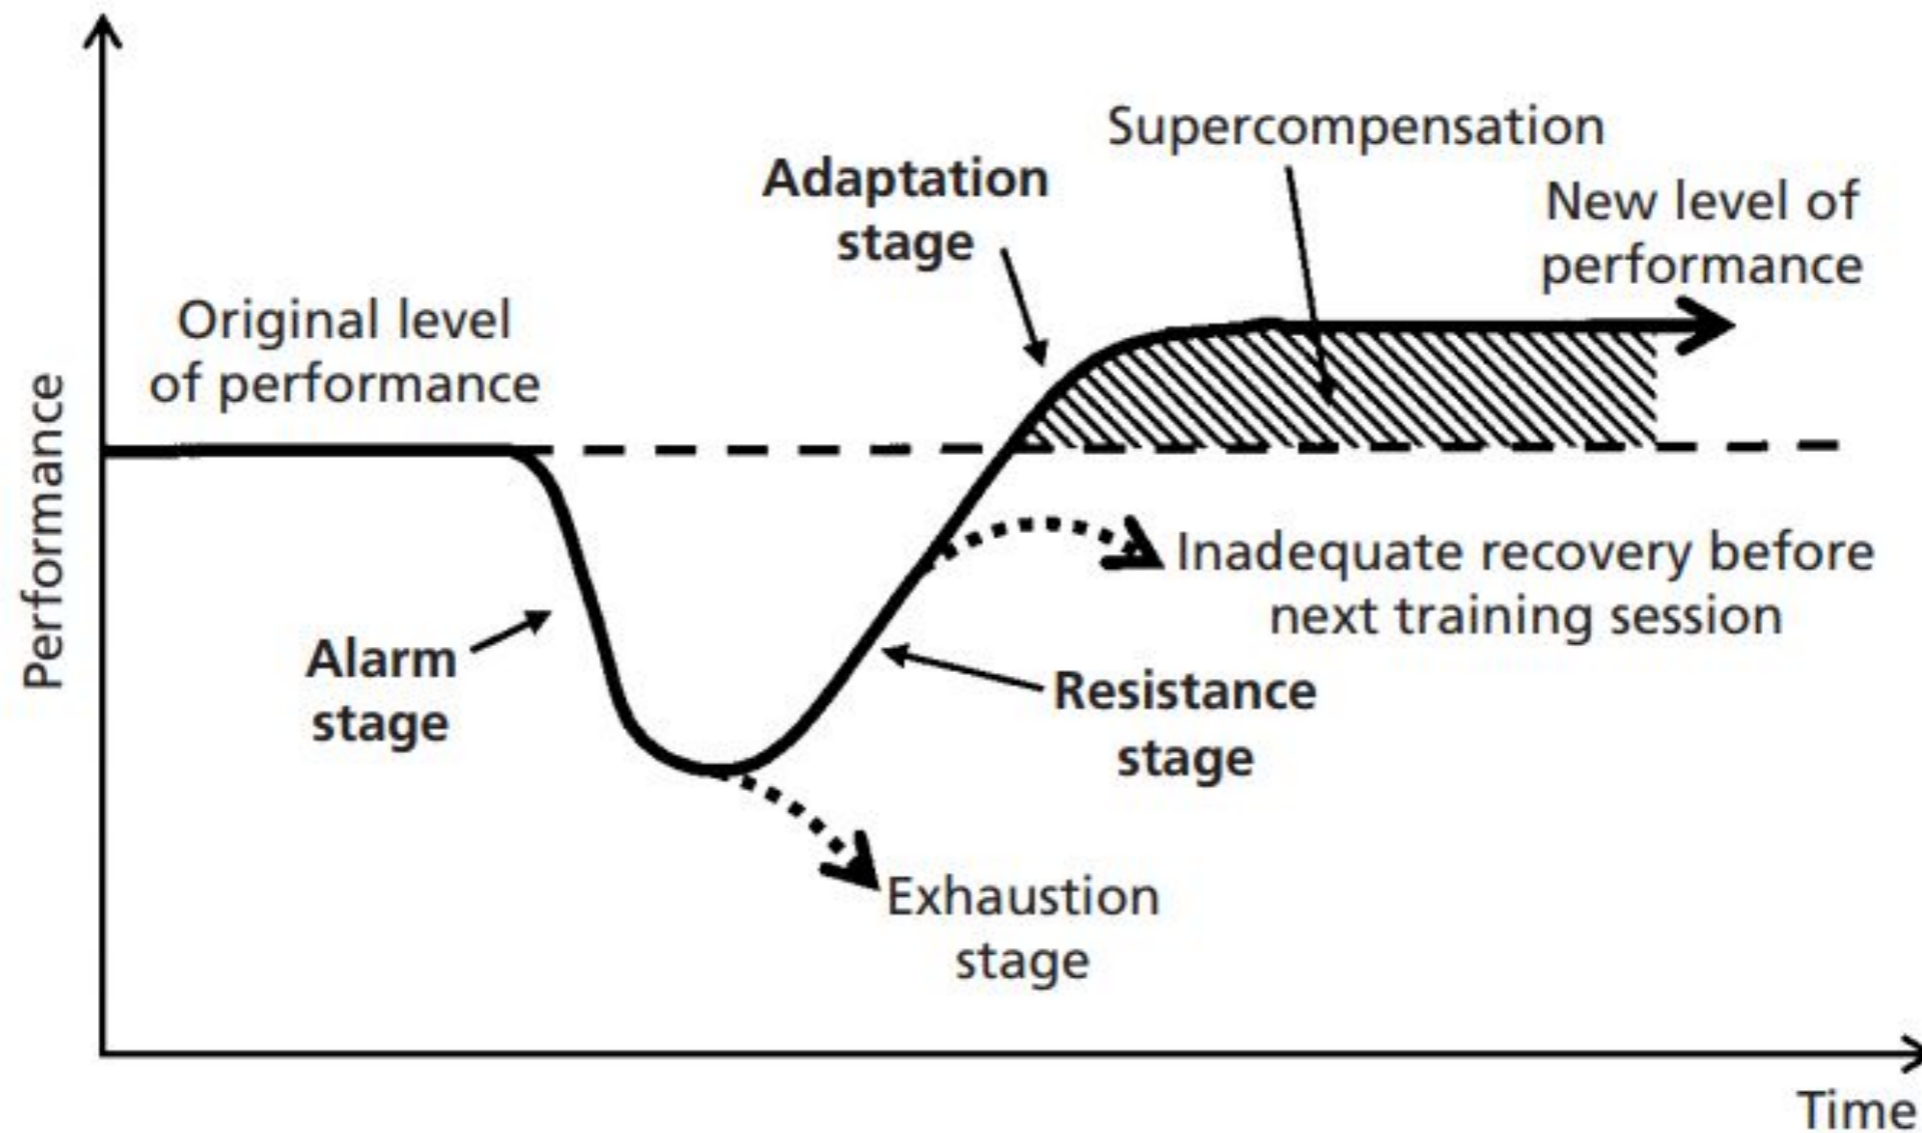 Supercompensation
Adaptation
stage
New level of
performance
Original level
of performance
Performance
Inadequate recovery before
next training session
Alarm
stage
Resistance
stage
Exhaustion
stage
Time